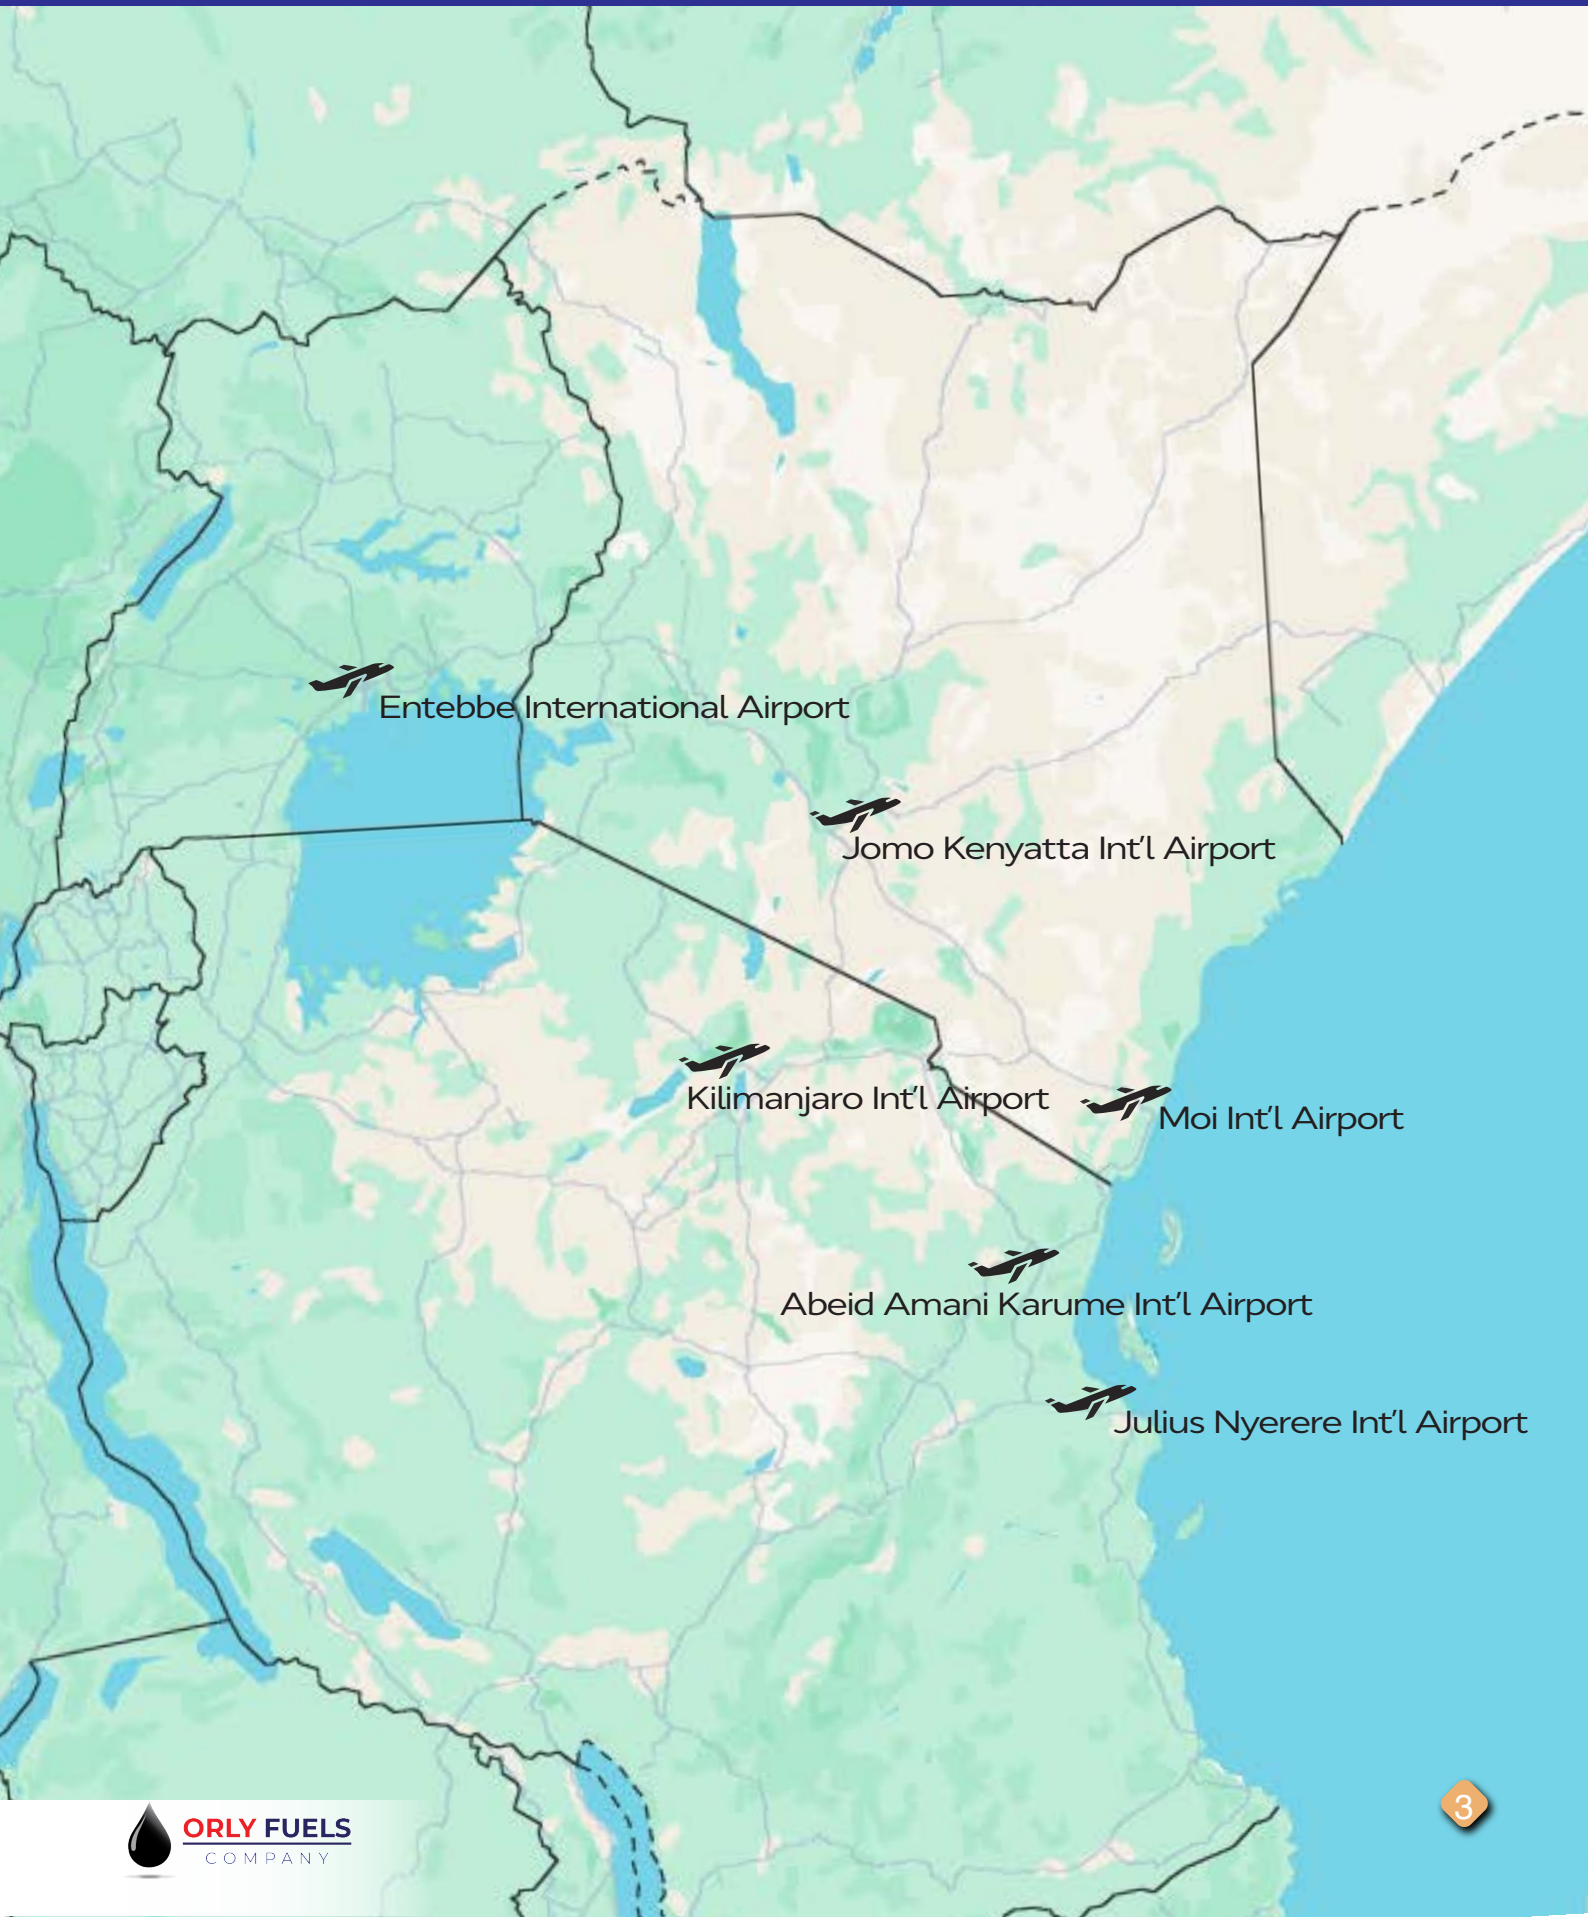 Entebbe International Airport
Jomo Kenyatta Int'l Airport
Kilimanjaro Int'l Airport
Moi Int'l Airport
Abeid Amani Karume Int'l Airport
Julius Nyerere Int'l Airport
3
ORLY FUELS
COMPANY